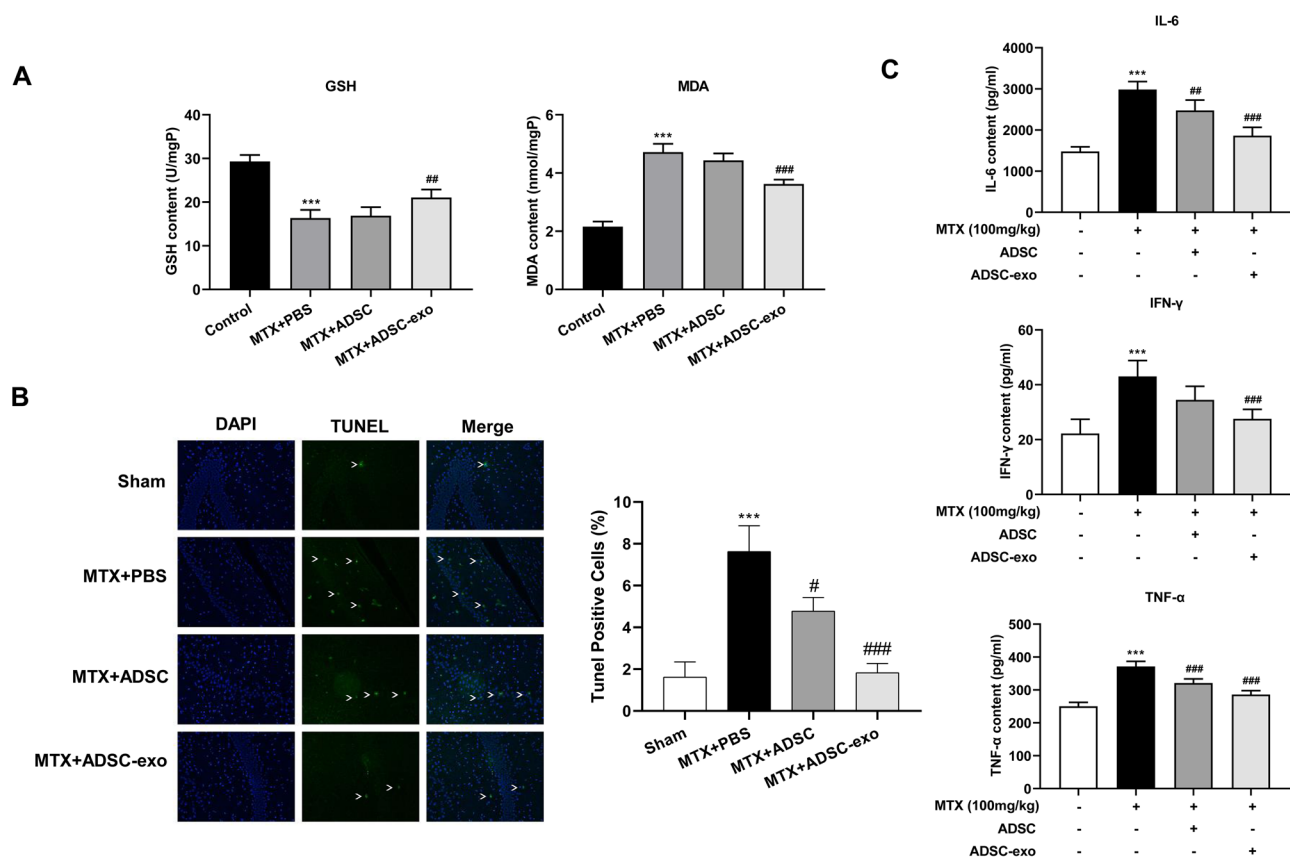 A
GSH
GSH content (U/mgP)
40
30
20
10
0
***
##
Control
MTX+PBS
MTX+ADSC
MTX+ADSC-exo
MDA
MDA content (nmol/mgP)
6
4
2
0
***
###
Control
MTX+PBS
MTX+ADSC
MTX+ADSC-exo
B
DAPI TUNEL Merge
Sham
MTX+PBS
MTX+ADSC
MTX+ADSC-exo
Tunel Positive Cells (%)
10
8
6
4
2
0
***
#
###
Sham
MTX+PBS
MTX+ADSC
MTX+ADSC-exo
C
IL-6
IL-6 content (pg/ml)
4000
3000
2000
1000
0
***
##
###
MTX (100mg/kg) - + + +
ADSC - - + -
ADSC-exo - - - +
IFN-γ
IFN-γ content (pg/ml)
60
40
20
0
***
###
MTX (100mg/kg) - + + +
ADSC - - + -
ADSC-exo - - - +
TNF-α
TNF-α content (pg/ml)
500
400
300
200
100
0
***
###
###
MTX (100mg/kg) - + + +
ADSC - - + -
ADSC-exo - - - +